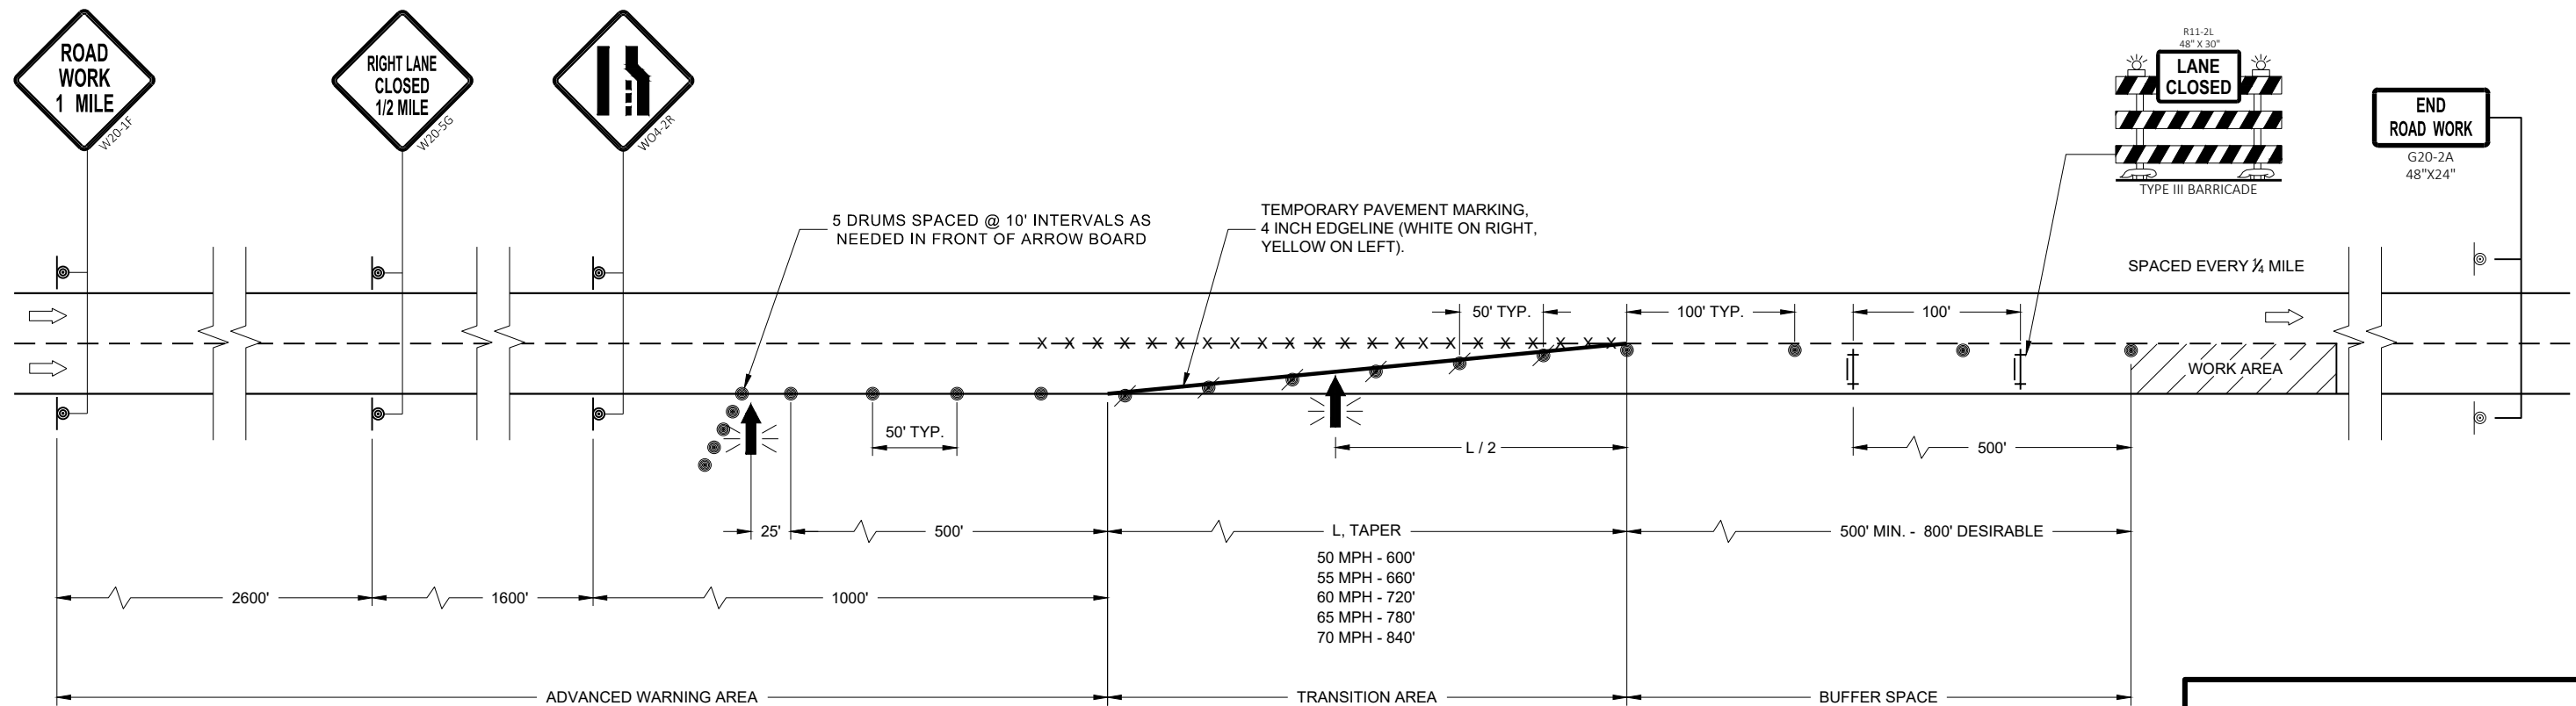 ROAD
WORK
1 MILE
W20-1F
RIGHT LANE
CLOSED
1/2 MILE
W20-5G
WO4-2R
R11-2L
48" X 30"
LANE
CLOSED
TYPE III BARRICADE
END
ROAD WORK
G20-2A
48"X24"
5 DRUMS SPACED @ 10' INTERVALS AS
NEEDED IN FRONT OF ARROW BOARD
TEMPORARY PAVEMENT MARKING,
4 INCH EDGELINE (WHITE ON RIGHT,
YELLOW ON LEFT).
SPACED EVERY ¼ MILE
50' TYP.
100' TYP.
100'
X X X X X X X X X X X X X X X X X X X X X X
WORK AREA
50' TYP.
L / 2
500'
25'
500'
L, TAPER
500' MIN. - 800' DESIRABLE
50 MPH - 600'
55 MPH - 660'
60 MPH - 720'
65 MPH - 780'
70 MPH - 840'
2600'
1600'
1000'
ADVANCED WARNING AREA
TRANSITION AREA
BUFFER SPACE